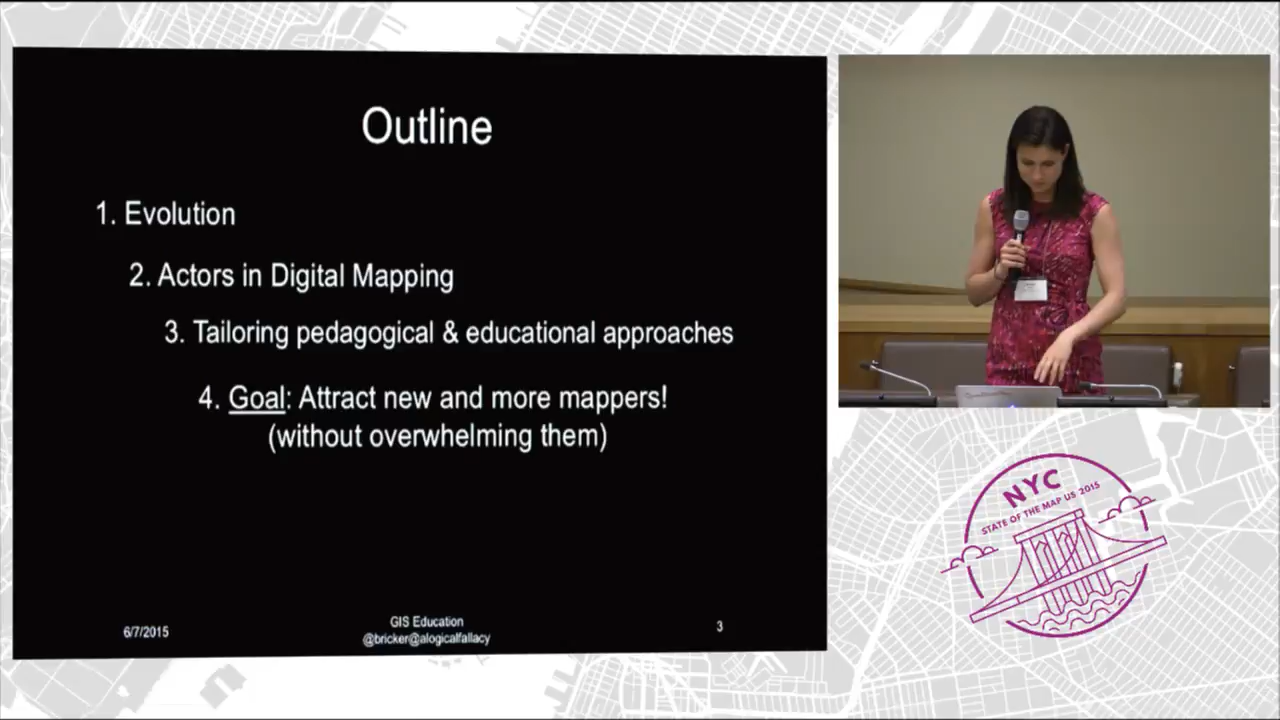 Outline
1. Evolution
2. Actors in Digital Mapping
3. Tailoring pedagogical & educational approaches
4. Goal: Attract new and more mappers!
(without overwhelming them)
6/7/2015
GIS Education
@bricker@alogicalfallacy
3
NYC
STATE OF THE MAP US 2015